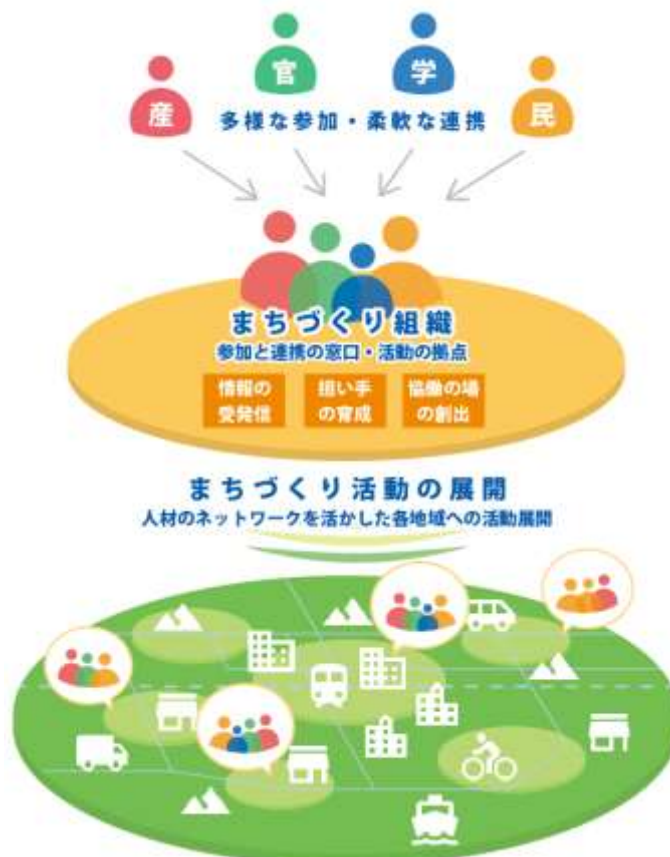 産
官
学
民
多様な参加・柔軟な連携
まちづくり組織
参加と連携の窓口・活動の拠点
情報の
受発信
担い手
の育成
協働の場
の創出
まちづくり活動の展開
人材のネットワークを活かした各地域への活動展開